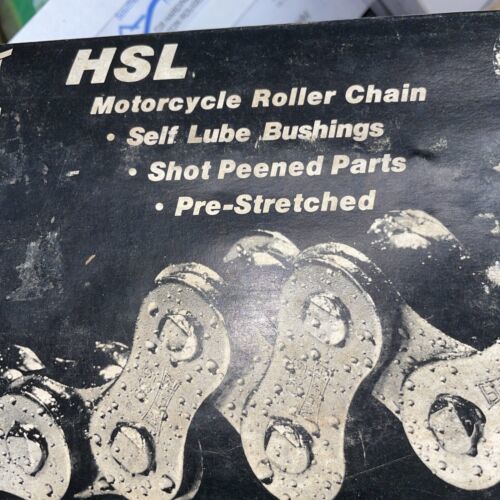 HSL
Motorcycle Roller Chain
• Self Lube Bushings
• Shot Peened Parts
• Pre-Stretched